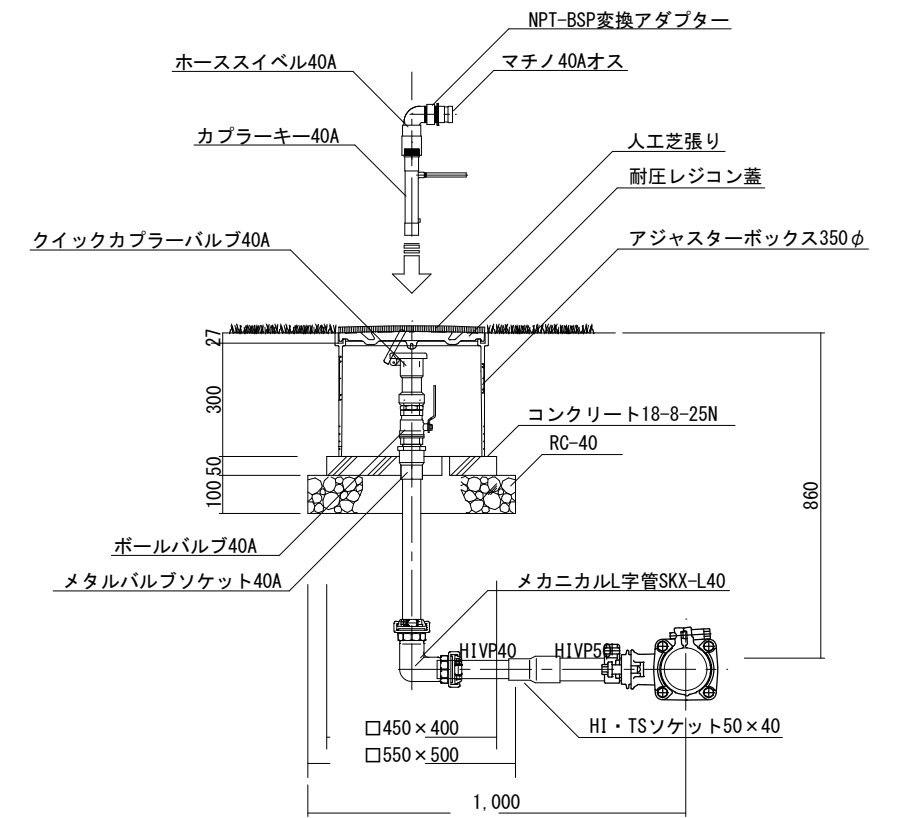 NPT-BSP変換アダプター
ホーススイベル40A
マチノ40Aオス
カプラーキー40A
人工芝張り
耐圧レジコン蓋
クイックカプラーバルブ40A
アジャスターボックス350φ
27
300
コンクリート18-8-25N
RC-40
50
100
860
ボールバルブ40A
メタルバルブソケット40A
メカニカルL字管SKX-L40
HIVP40
HIVP50
□450×400
HI・TSソケット50×40
□550×500
1,000